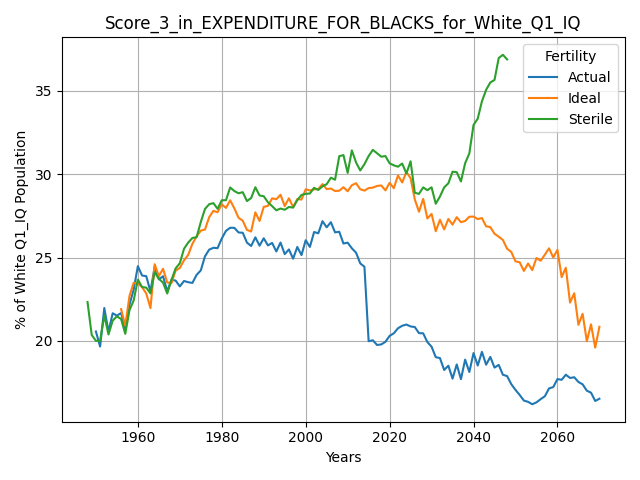 Score_3_in_EXPENDITURE_FOR_BLACKS_for_White_Q1_IQ
Fertility
Actual
Ideal
Sterile
% of White Q1_IQ Population
35
30
25
20
1960
1980
2000
2020
2040
2060
Years